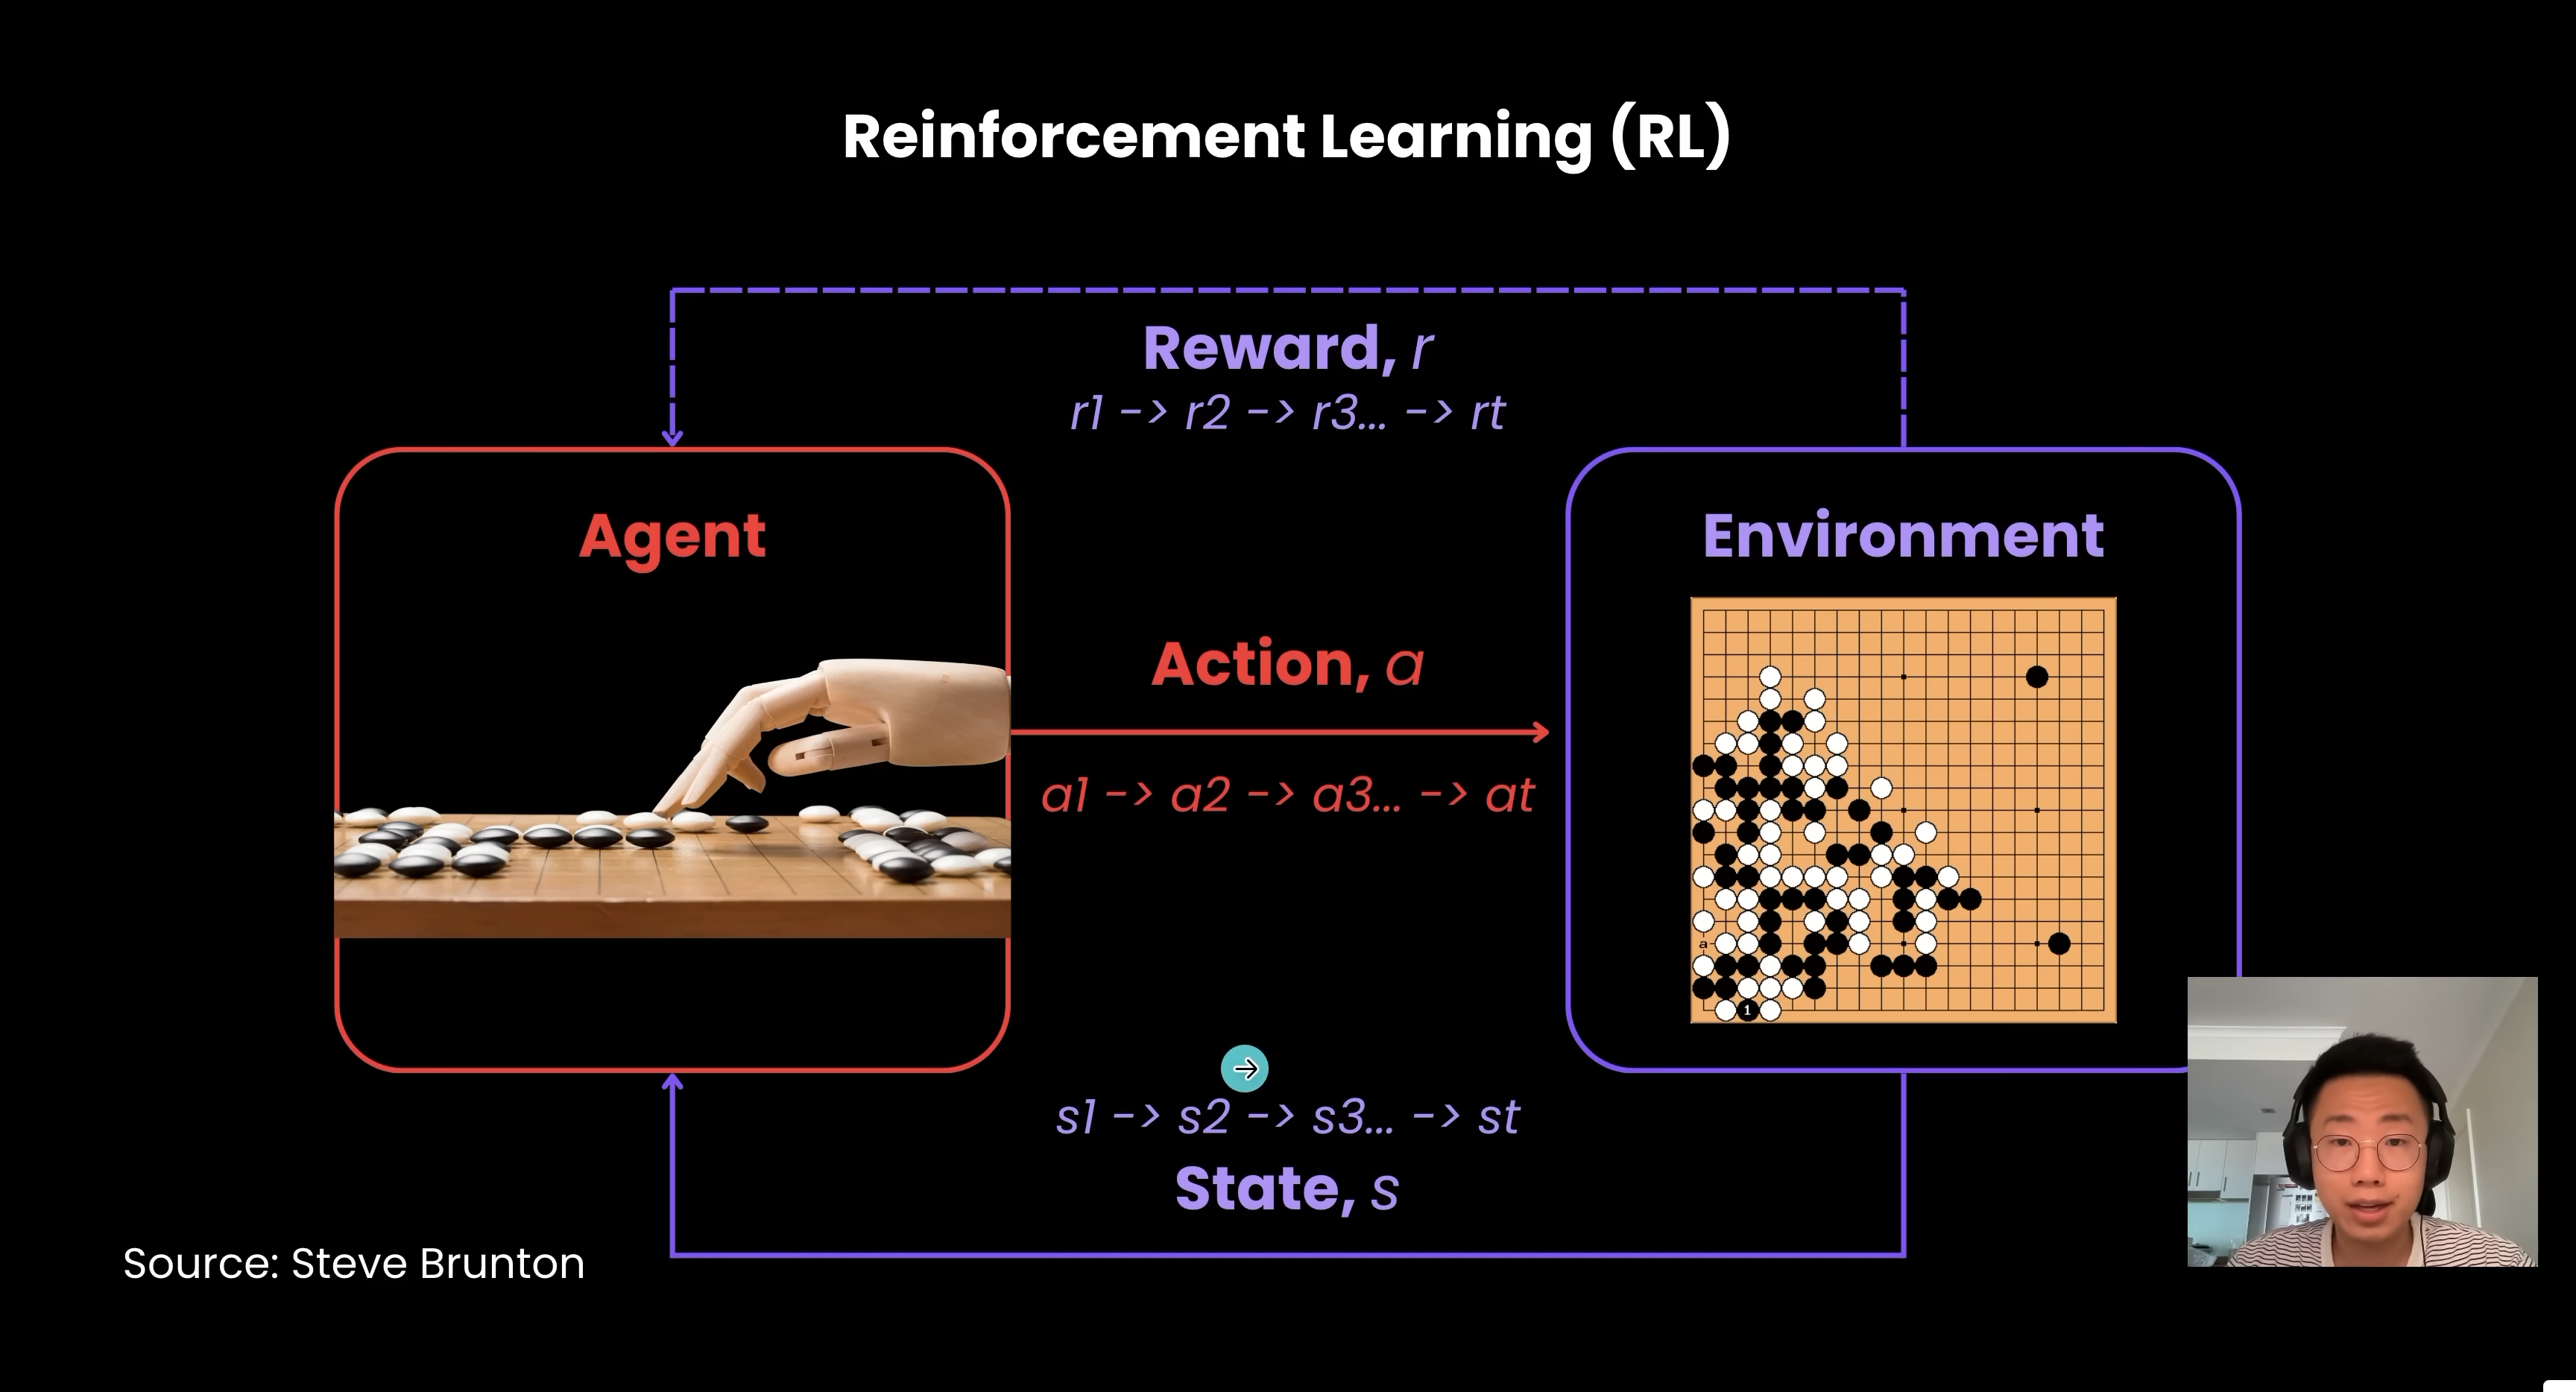 Reinforcement Learning (RL)
Reward, r
r1 -> r2 -> r3... -> rt
Agent
Environment
Action, a
a1 -> a2 -> a3... -> at
a
1
s1 -> s2 -> s3... -> st
State, s
Source: Steve Brunton